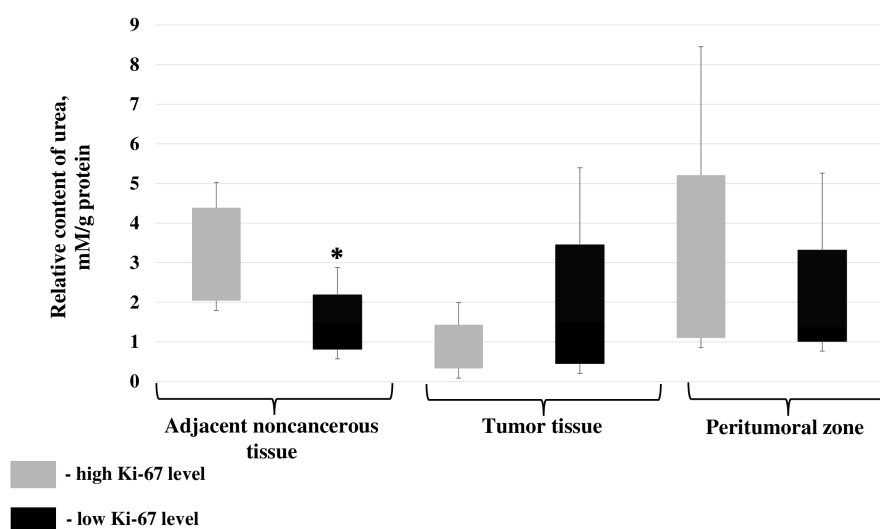 Relative content of urea,
mM/g protein
9
8
7
6
5
4
3
2
1
0
*
Adjacent noncancerous
tissue
Tumor tissue
Peritumoral zone
- high Ki-67 level
- low Ki-67 level